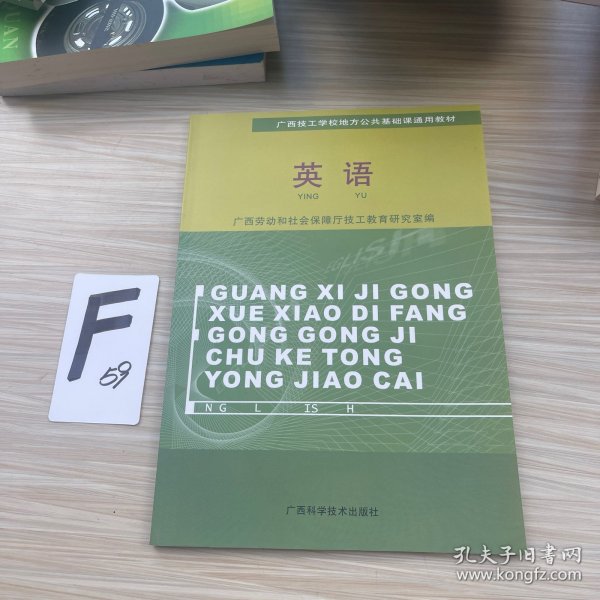 UAN
广西技工学校地方公共基础课通用教材
英语
YING YU
广西劳动和社会保障厅技工教育研究室编
GUANG XI JI GONG
XUE XIAO DI FANG
GONG GONG JI
CHU KE TONG
YONG JIAO CAI
NG L IS H
广西科学技术出版社
F
59
孔夫子旧书网
www.kongfz.com